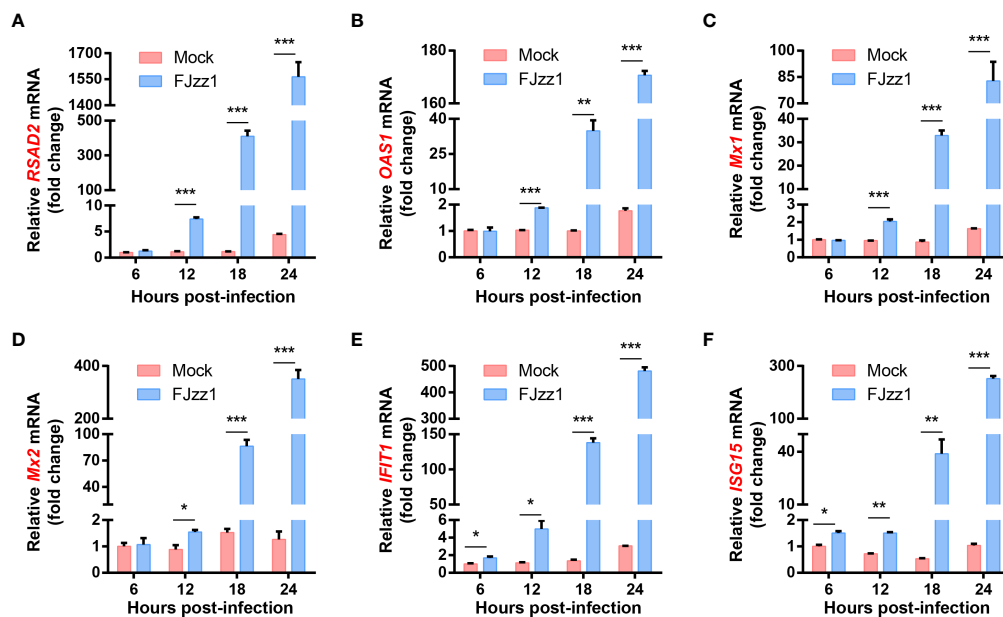 A
Relative RSAD2 mRNA
(fold change)
1700
1550
1400
500
300
100
10
5
0
Mock
FJzz1
***
***
***
6 12 18 24
Hours post-infection
B
Relative OAS1 mRNA
(fold change)
180
160
40
25
10
2
1
0
Mock
FJzz1
***
**
***
6 12 18 24
Hours post-infection
C
Relative Mx1 mRNA
(fold change)
100
85
70
40
30
20
10
3
2
1
0
Mock
FJzz1
***
***
***
6 12 18 24
Hours post-infection
D
Relative Mx2 mRNA
(fold change)
400
200
100
70
40
2
1
0
Mock
FJzz1
*
***
***
6 12 18 24
Hours post-infection
E
Relative IFIT1 mRNA
(fold change)
500
400
300
150
100
50
6
4
2
0
Mock
FJzz1
*
*
***
***
6 12 18 24
Hours post-infection
F
Relative ISG15 mRNA
(fold change)
300
100
40
10
2
1
0
Mock
FJzz1
*
**
**
***
6 12 18 24
Hours post-infection